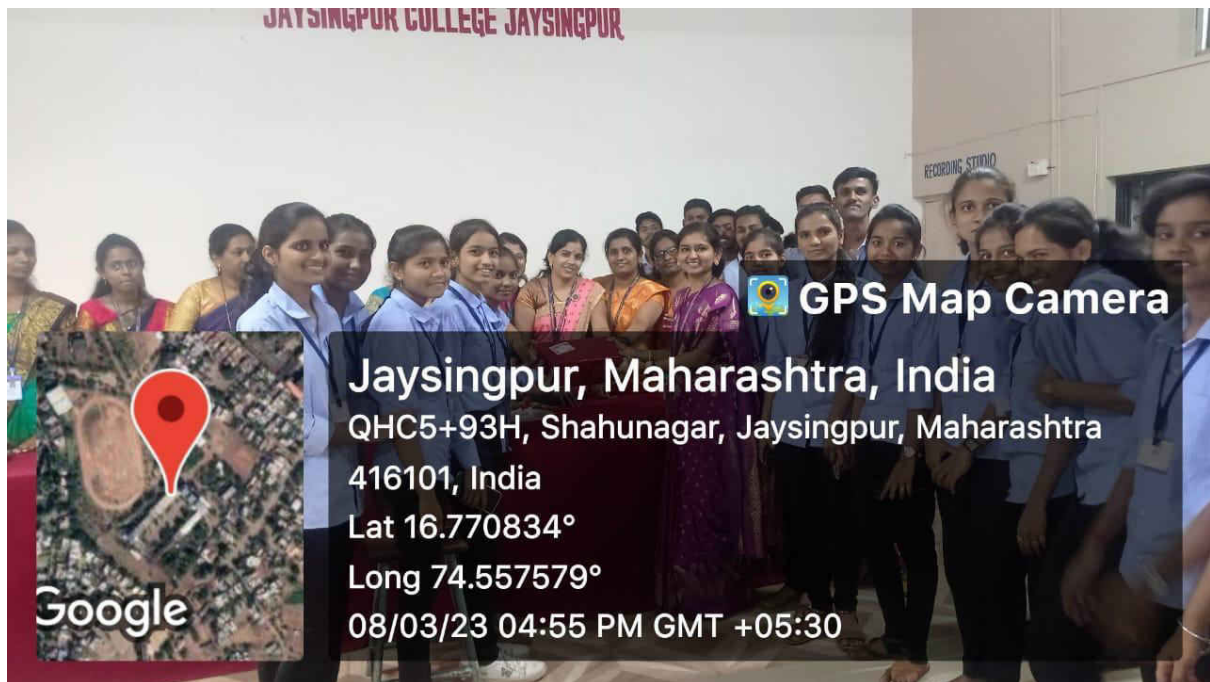 JAYSINGPUR COLLEGE JAYSINGPUR
RECORDING STUDIO
GPS Map Camera
Jaysingpur, Maharashtra, India
QHC5+93H, Shahunagar, Jaysingpur, Maharashtra
416101, India
Lat 16.770834°
Long 74.557579°
08/03/23 04:55 PM GMT +05:30
Google